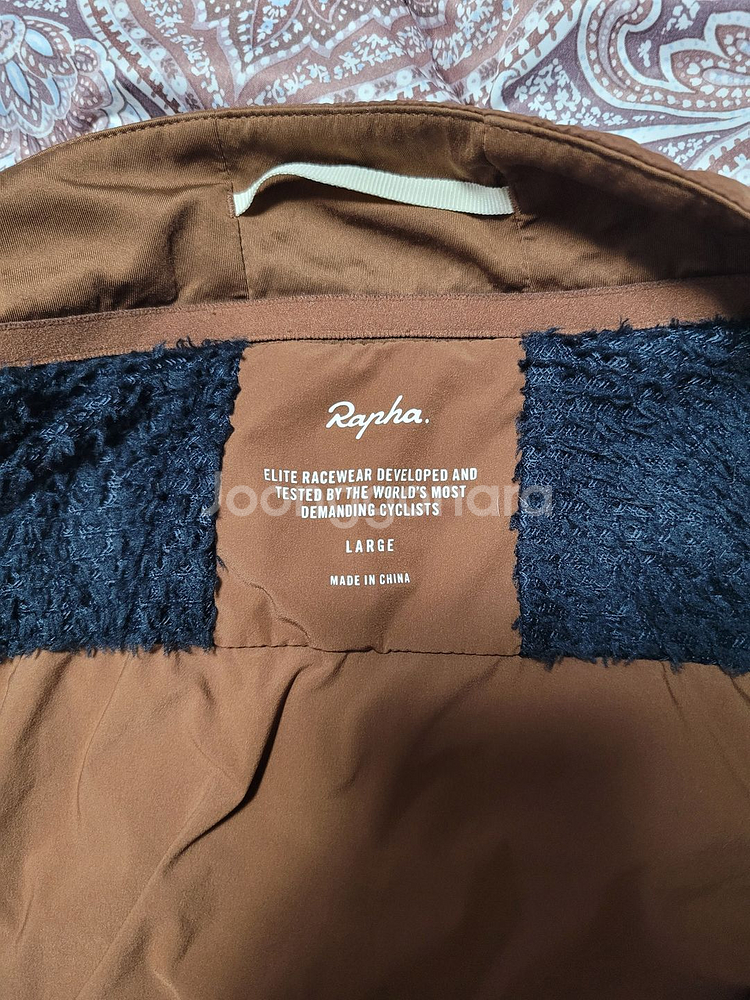 Rapha.
ELITE RACEWEAR DEVELOPED AND
TESTED BY THE WORLD'S MOST
DEMANDING CYCLISTS
LARGE
MADE IN CHINA